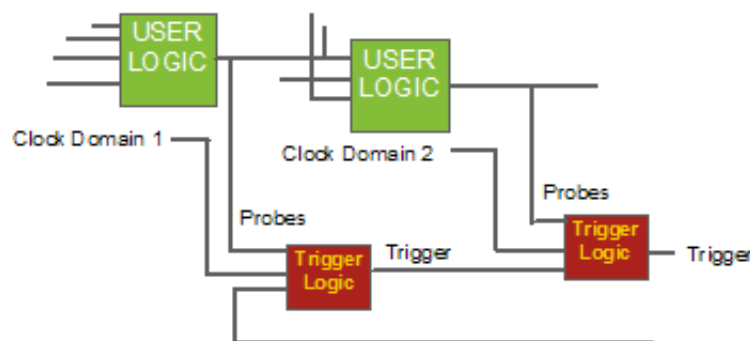 USER
LOGIC
USER
LOGIC
Clock Domain 1
Clock Domain 2
Probes
Probes
Trigger
Logic
Trigger
Trigger
Logic
Trigger